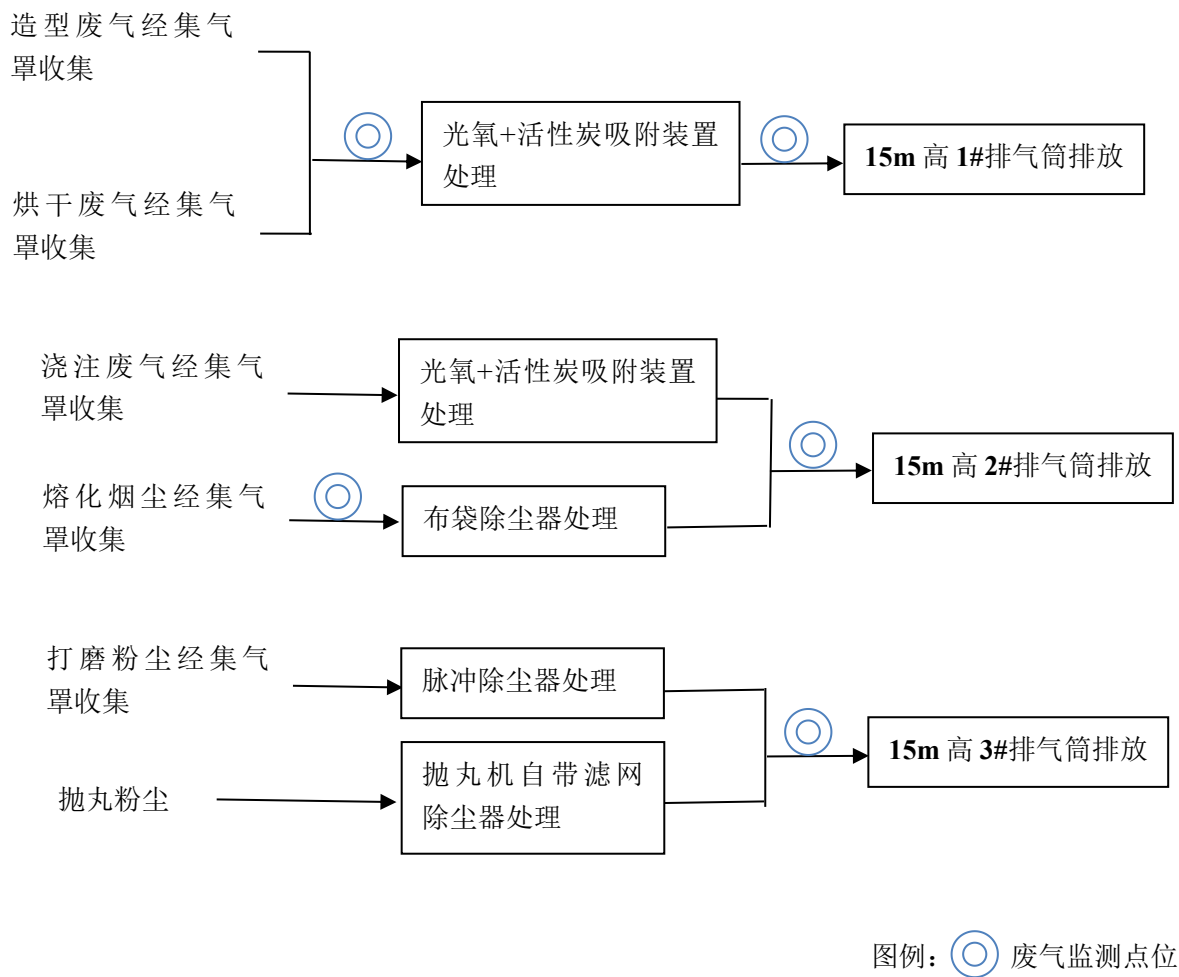 造型废气经集气
罩收集
光氧+活性炭吸附装置
处理
15m 高 1#排气筒排放
烘干废气经集气
罩收集
浇注废气经集气
罩收集
光氧+活性炭吸附装置
处理
15m 高 2#排气筒排放
熔化烟尘经集气
罩收集
布袋除尘器处理
打磨粉尘经集气
罩收集
脉冲除尘器处理
15m 高 3#排气筒排放
抛丸粉尘
抛丸机自带滤网
除尘器处理
图例： 废气监测点位